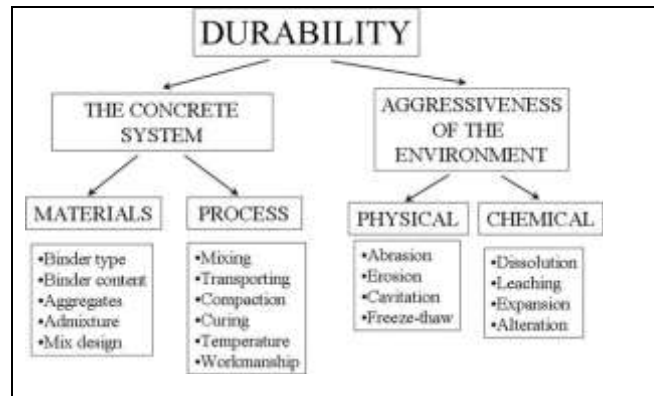 DURABILITY
THE CONCRETE
SYSTEM
AGGRESSIVENESS
OF THE
ENVIRONMENT
MATERIALS
PROCESS
PHYSICAL
CHEMICAL
•Binder type
•Binder content
•Aggregates
•Admixture
•Mix design
•Mixing
•Transporting
•Compaction
•Curing
•Temperature
•Workmanship
•Abrasion
•Erosion
•Cavitation
•Freeze-thaw
•Dissolution
•Leaching
•Expansion
•Alteration